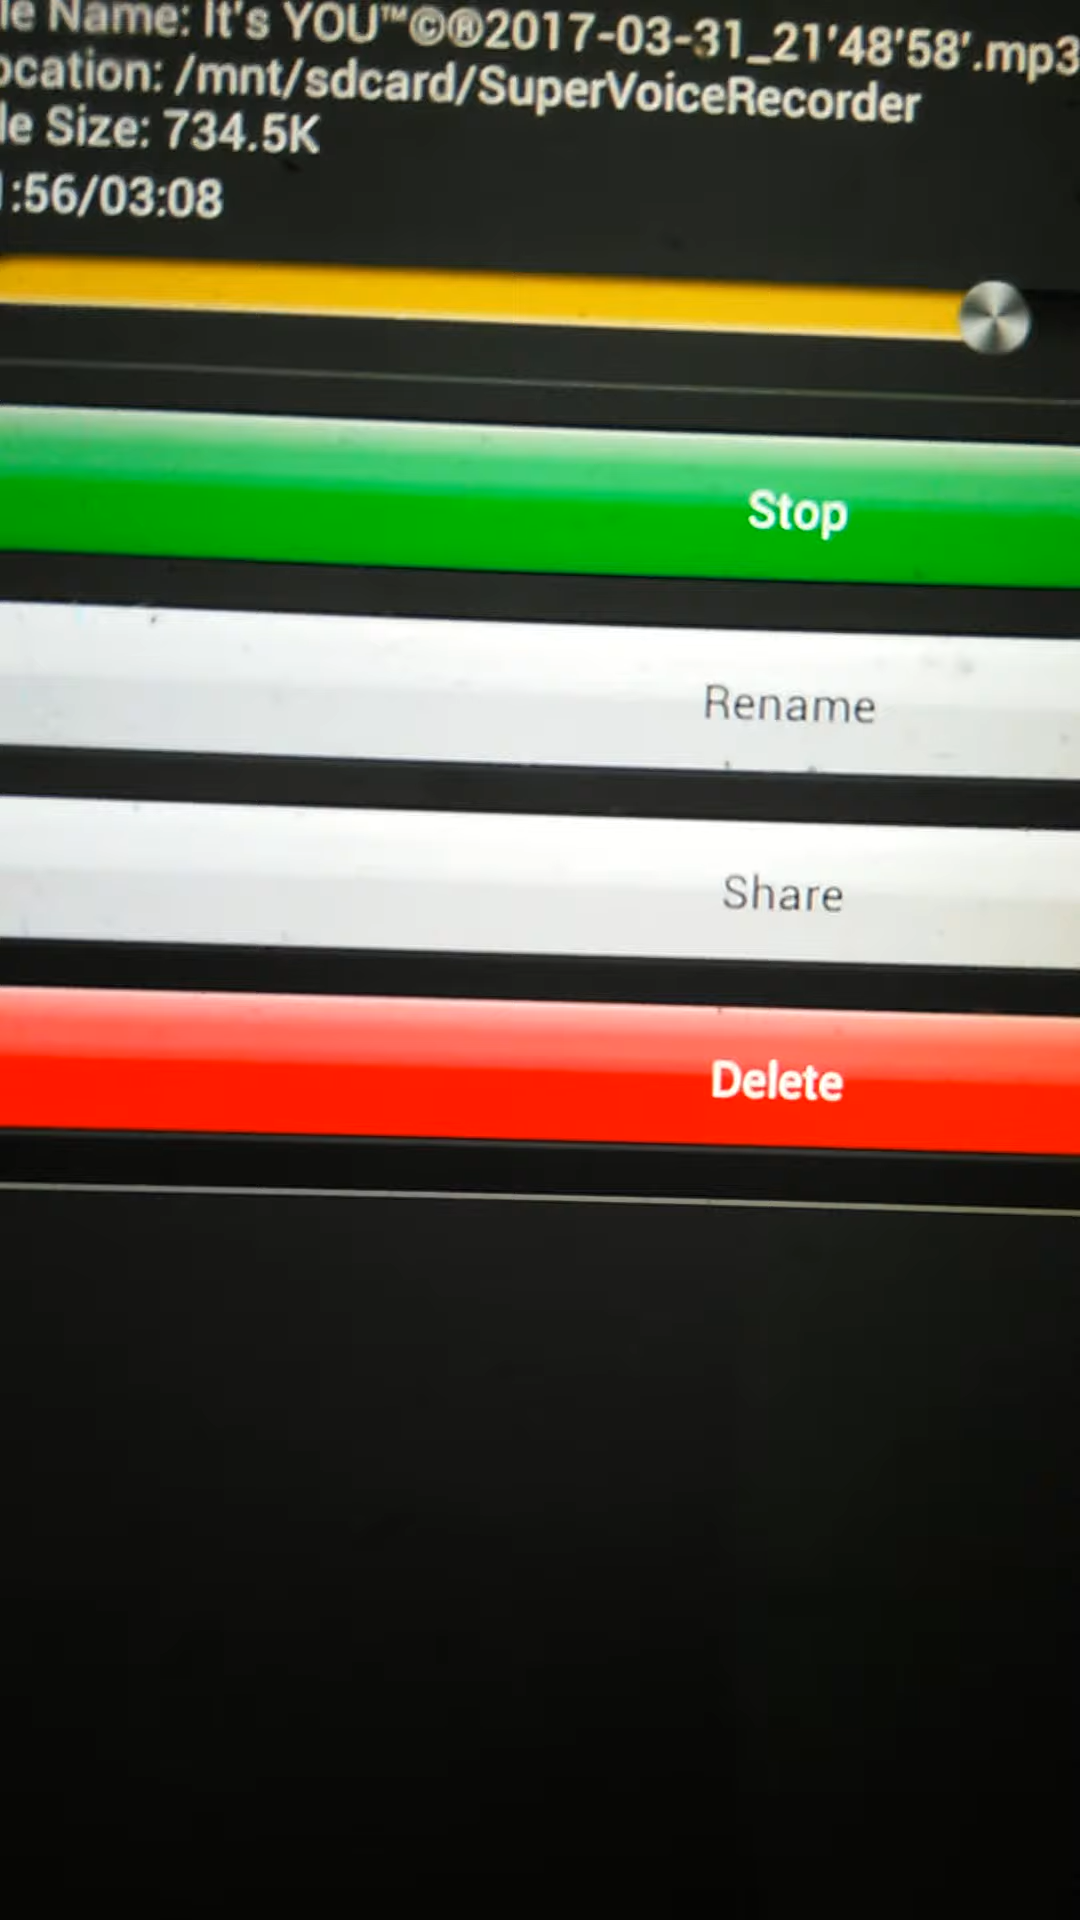 le Name: It's YOU™©®2017-03-31_21'48'58'.mp3
ocation: /mnt/sdcard/SuperVoiceRecorder
le Size: 734.5K
1:56/03:08
Stop
Rename
Share
Delete